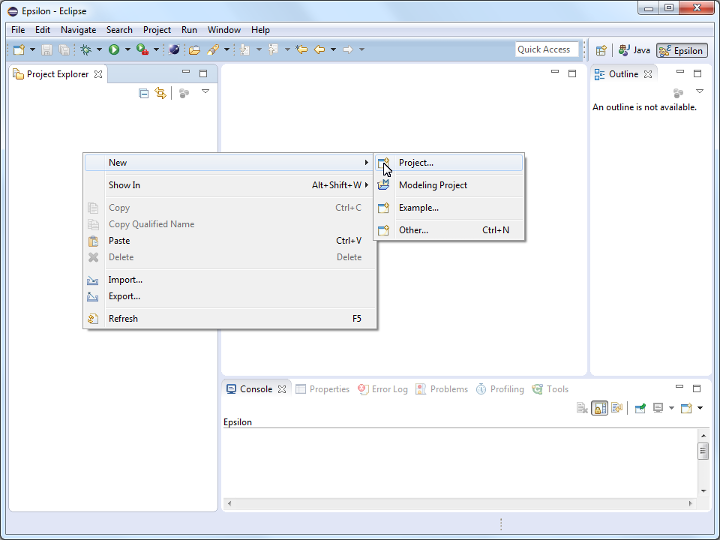 Epsilon - Eclipse
File Edit Navigate Search Project Run Window Help
Quick Access Java Epsilon
Project Explorer
Outline
An outline is not available.
New
Show In Alt+Shift+W
Copy Ctrl+C
Copy Qualified Name
Paste Ctrl+V
Delete Delete
Import...
Export...
Refresh F5
Project...
Modeling Project
Example...
Other... Ctrl+N
Console Properties Error Log Problems Profiling Tools
Epsilon